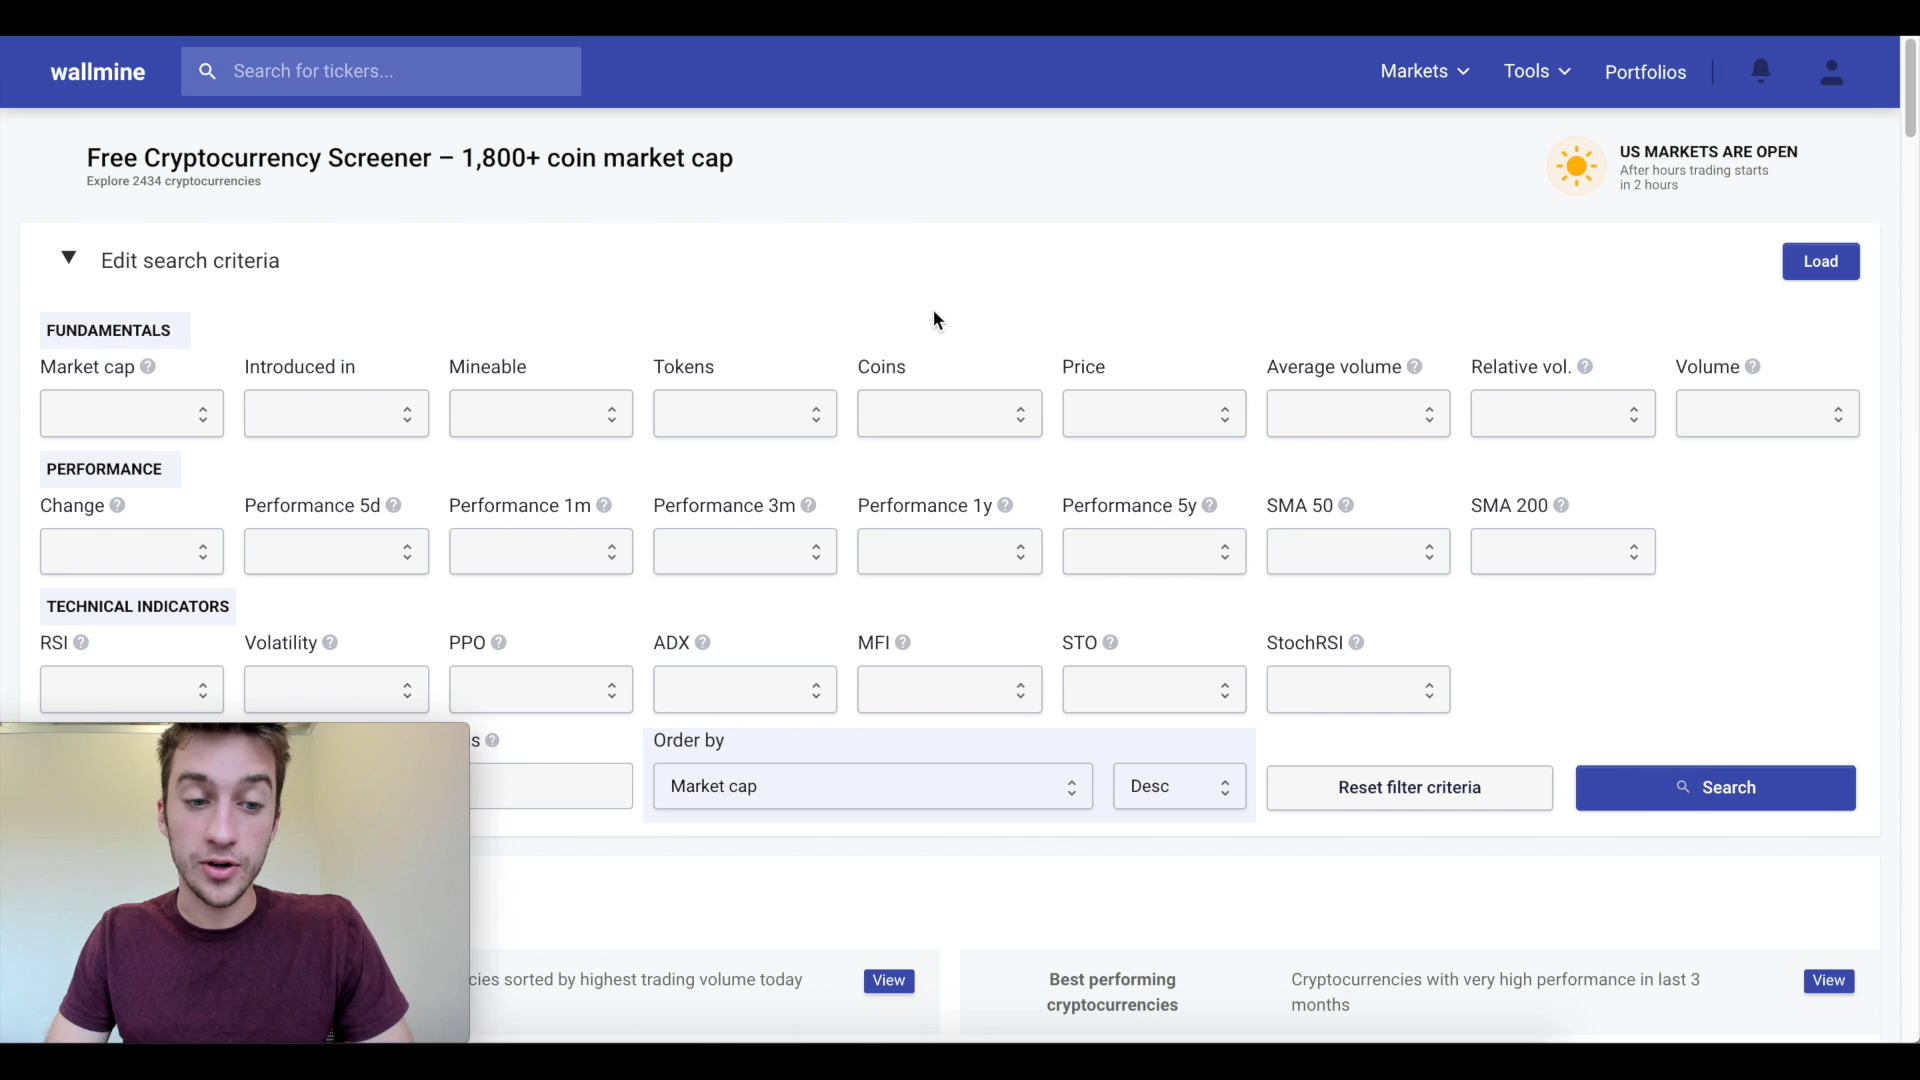 wallmine
Search for tickers...
Markets
Tools
Portfolios
Free Cryptocurrency Screener – 1,800+ coin market cap
Explore 2434 cryptocurrencies
US MARKETS ARE OPEN
After hours trading starts
in 2 hours
Edit search criteria
Load
FUNDAMENTALS
Market cap ?
Introduced in
Mineable
Tokens
Coins
Price
Average volume ?
Relative vol. ?
Volume ?
PERFORMANCE
Change ?
Performance 5d ?
Performance 1m ?
Performance 3m ?
Performance 1y ?
Performance 5y ?
SMA 50 ?
SMA 200 ?
TECHNICAL INDICATORS
RSI ?
Volatility ?
PPO ?
ADX ?
MFI ?
STO ?
StochRSI ?
s ?
Order by
Market cap
Desc
Reset filter criteria
Search
cies sorted by highest trading volume today
View
Best performing
cryptocurrencies
Cryptocurrencies with very high performance in last 3
months
View